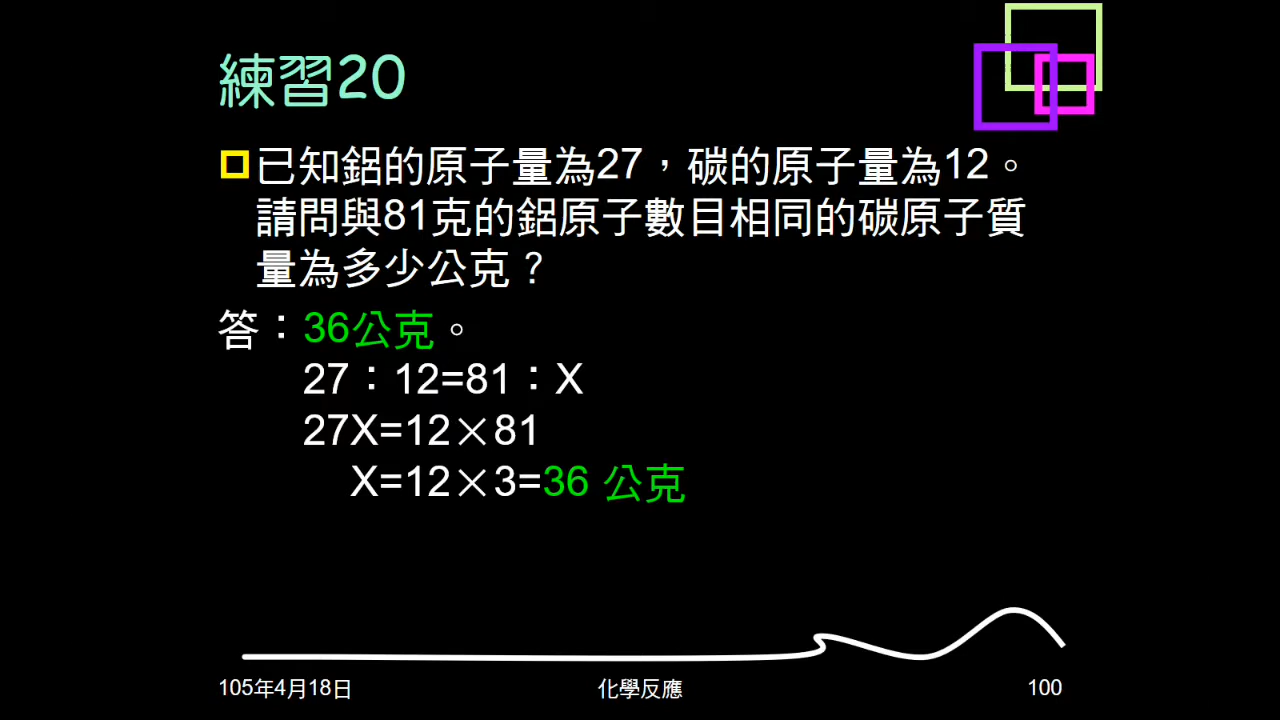 練習20
已知鋁的原子量為27，碳的原子量為12。
請問與81克的鋁原子數目相同的碳原子質
量為多少公克？
答：36公克。
27：12=81：X
27X=12×81
X=12×3=36 公克
105年4月18日
化學反應
100